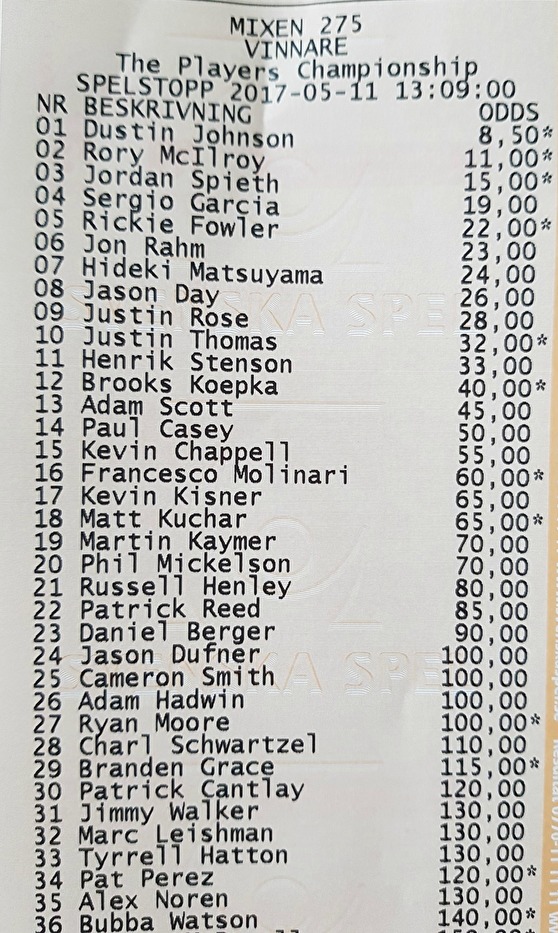 MIXEN 275
VINNARE
The Players Championship
SPELSTOPP 2017-05-11 13:09:00
NR BESKRIVNING ODDS
01 Dustin Johnson 8,50*
02 Rory McIlroy 11,00*
03 Jordan Spieth 15,00*
04 Sergio Garcia 19,00
05 Rickie Fowler 22,00*
06 Jon Rahm 23,00
07 Hideki Matsuyama 24,00
08 Jason Day 26,00
09 Justin Rose 28,00
10 Justin Thomas 32,00*
11 Henrik Stenson 33,00
12 Brooks Koepka 40,00*
13 Adam Scott 45,00
14 Paul Casey 50,00
15 Kevin Chappell 55,00
16 Francesco Molinari 60,00*
17 Kevin Kisner 65,00
18 Matt Kuchar 65,00*
19 Martin Kaymer 70,00
20 Phil Mickelson 70,00
21 Russell Henley 80,00
22 Patrick Reed 85,00
23 Daniel Berger 90,00
24 Jason Dufner 100,00
25 Cameron Smith 100,00
26 Adam Hadwin 100,00
27 Ryan Moore 100,00*
28 Charl Schwartzel 110,00
29 Branden Grace 115,00*
30 Patrick Cantlay 120,00
31 Jimmy Walker 130,00
32 Marc Leishman 130,00
33 Tyrrell Hatton 130,00
34 Pat Perez 120,00*
35 Alex Noren 130,00
36 Bubba Watson 140,00*